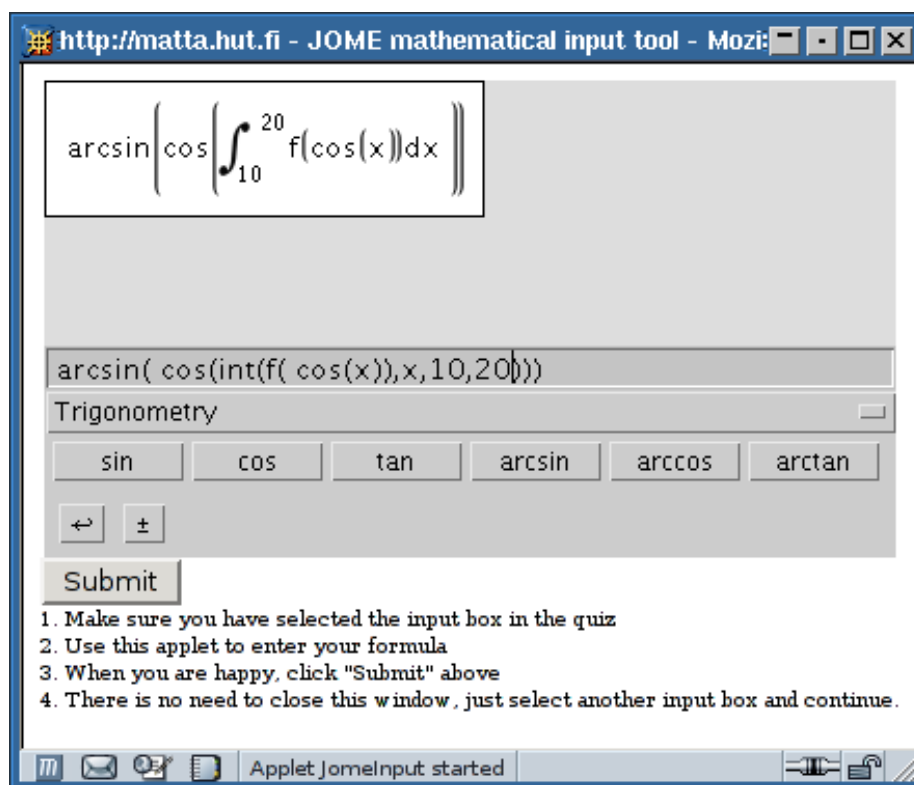 http://matta.hut.fi - JOME mathematical input tool - Mozi:
arcsin(cos(∫₁₀²⁰ f(cos(x))dx))
arcsin( cos(int(f( cos(x)),x,10,20)))
Trigonometry
sin cos tan arcsin arccos arctan
↩ ±
Submit
1. Make sure you have selected the input box in the quiz
2. Use this applet to enter your formula
3. When you are happy, click "Submit" above
4. There is no need to close this window, just select another input box and continue.
m Applet JomeInput started